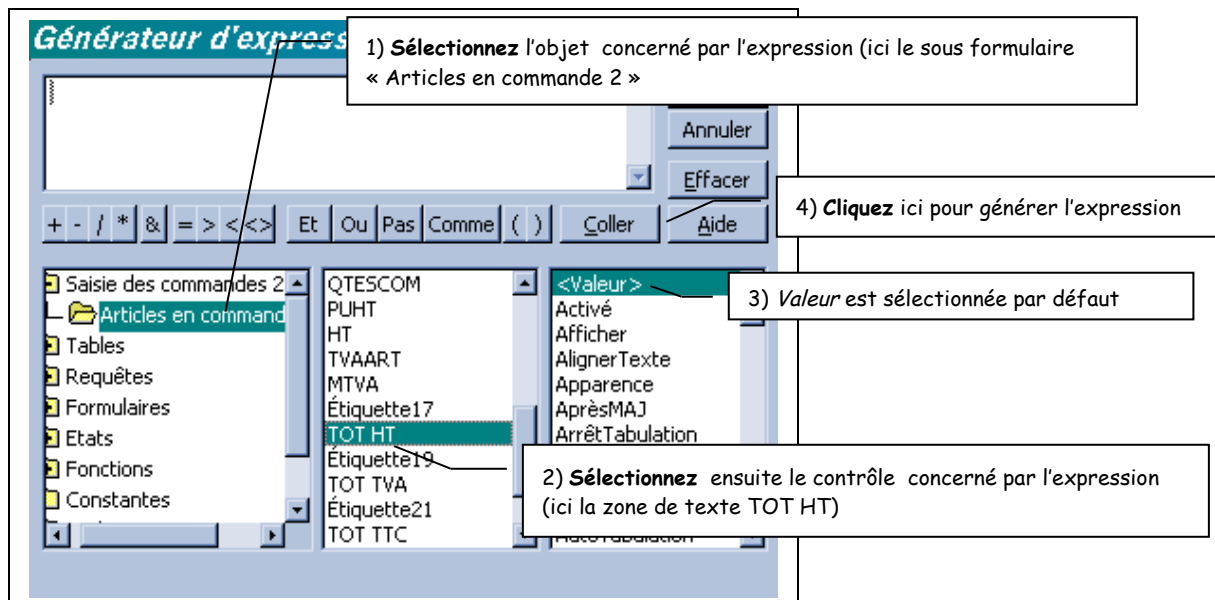 Générateur d'express
1) Sélectionnez l'objet concerné par l'expression (ici le sous formulaire
« Articles en commande 2 »
Annuler
Effacer
4) Cliquez ici pour générer l'expression
+ - / * & = > < <> Et Ou Pas Comme ( ) Coller Aide
Saisie des commandes 2
Articles en command
Tables
Requêtes
Formulaires
Etats
Fonctions
Constantes
QTESCOM
PUHT
HT
TVAART
MTVA
Étiquette17
TOT HT
Étiquette19
TOT TVA
Étiquette21
TOT TTC
<Valeur>
Activé
Afficher
AlignerTexte
Apparence
AprèsMAJ
ArrêtTabulation
3) Valeur est sélectionnée par défaut
2) Sélectionnez ensuite le contrôle concerné par l'expression
(ici la zone de texte TOT HT)